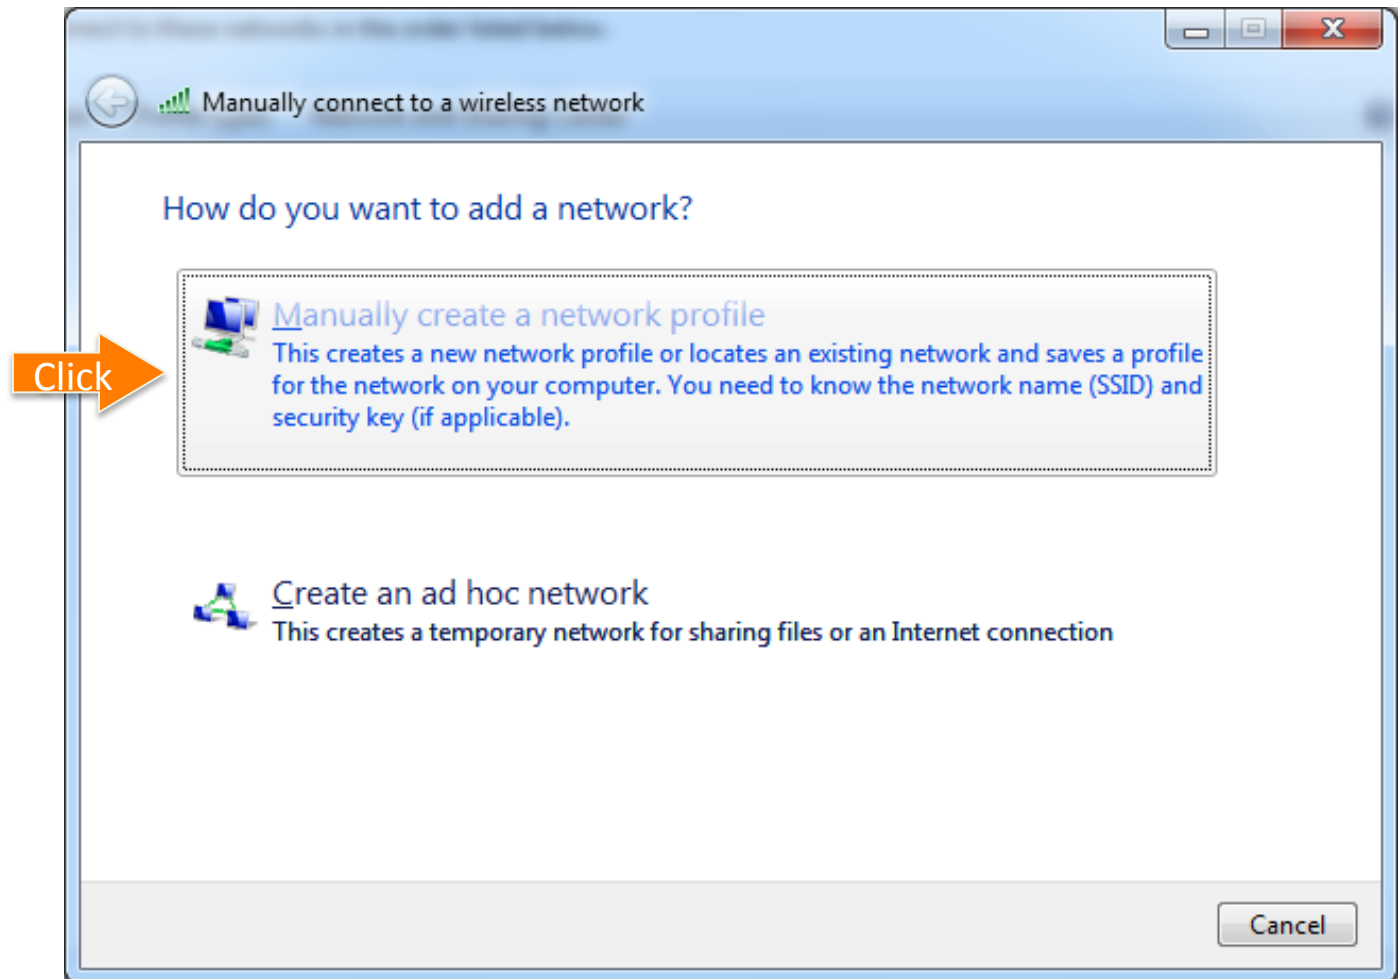 Manually connect to a wireless network
How do you want to add a network?
Manually create a network profile
This creates a new network profile or locates an existing network and saves a profile
for the network on your computer. You need to know the network name (SSID) and
security key (if applicable).
Click
Create an ad hoc network
This creates a temporary network for sharing files or an Internet connection
Cancel